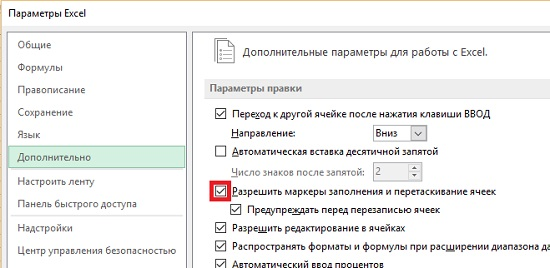 Параметры Excel
Общие
Формулы
Правописание
Сохранение
Язык
Дополнительно
Настроить ленту
Панель быстрого доступа
Надстройки
Центр управления безопасностью
Дополнительные параметры для работы с Excel.
Параметры правки
Переход к другой ячейке после нажатия клавиши ВВОД
Направление: Вниз
Автоматическая вставка десятичной запятой
Число знаков после запятой: 2
Разрешить маркеры заполнения и перетаскивание ячеек
Предупреждать перед перезаписью ячеек
Разрешить редактирование в ячейках
Распространять форматы и формулы при расширении диапазона да
Автоматический ввод процентов